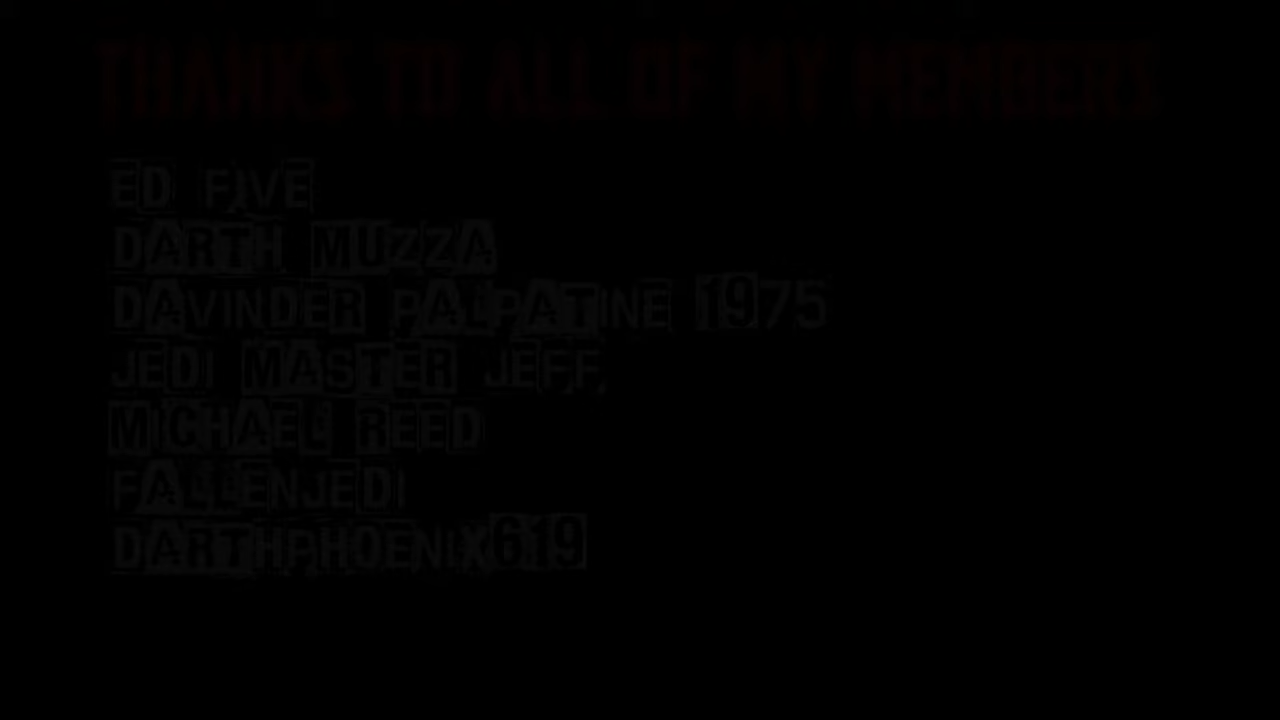 THANKS TO ALL OF MY MEMBERS
ED FIVE
DARTH MUZZA
DAVINDER PALPATINE 1975
JEDI MASTER JEFF,
MICHAEL REED
FALLENJEDI
DARTHPHOENIX619